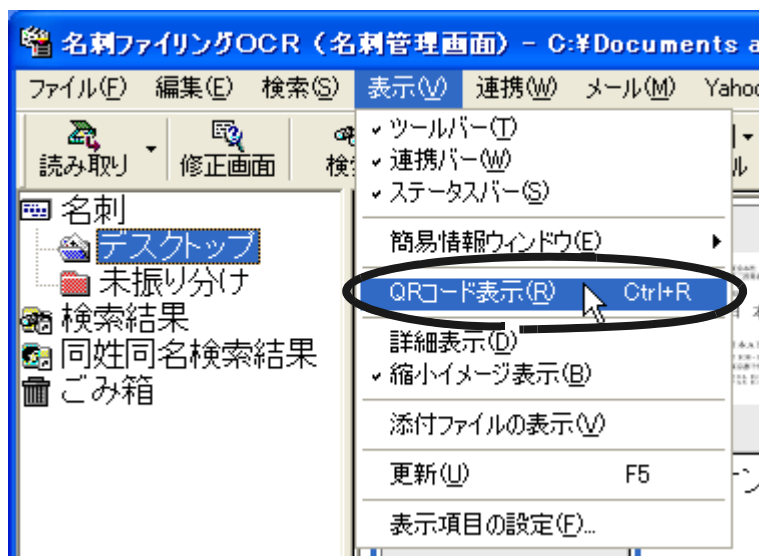 名刺ファイリングOCR（名刺管理画面） - C:¥Documents a
ファイル(F) 編集(E) 検索(S) 表示(V) 連携(W) メール(M) Yahoo
読み取り 修正画面 検 ル
名刺
デスクトップ
未振り分け
検索結果
同姓同名検索結果
ごみ箱
ツールバー(T)
連携バー(W)
ステータスバー(S)
簡易情報ウィンドウ(E)
QRコード表示(R) Ctrl+R
詳細表示(D)
縮小イメージ表示(B)
添付ファイルの表示(V)
更新(U) F5
表示項目の設定(F)...